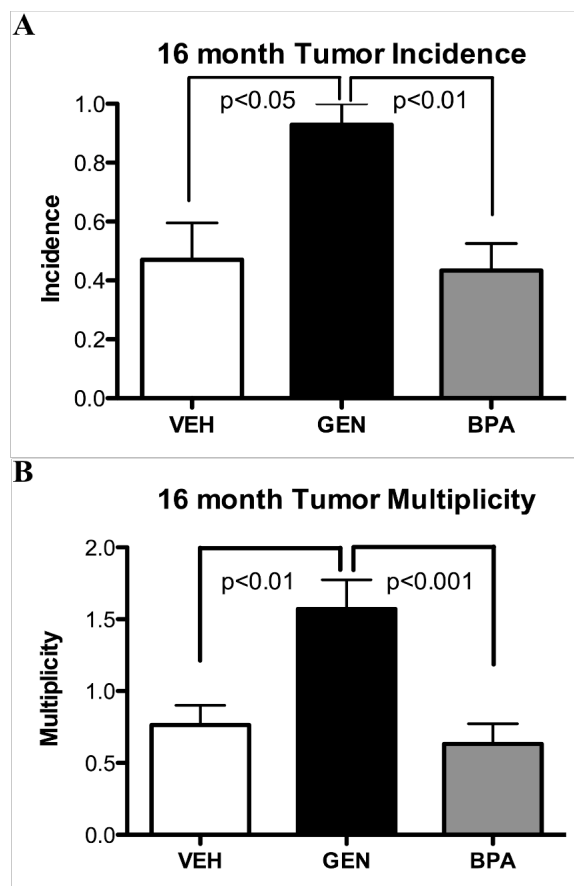 A
16 month Tumor Incidence
p<0.05 p<0.01
1.0
0.8
0.6
0.4
0.2
0.0
Incidence
VEH GEN BPA
B
16 month Tumor Multiplicity
p<0.01 p<0.001
2.0
1.5
1.0
0.5
0.0
Multiplicity
VEH GEN BPA